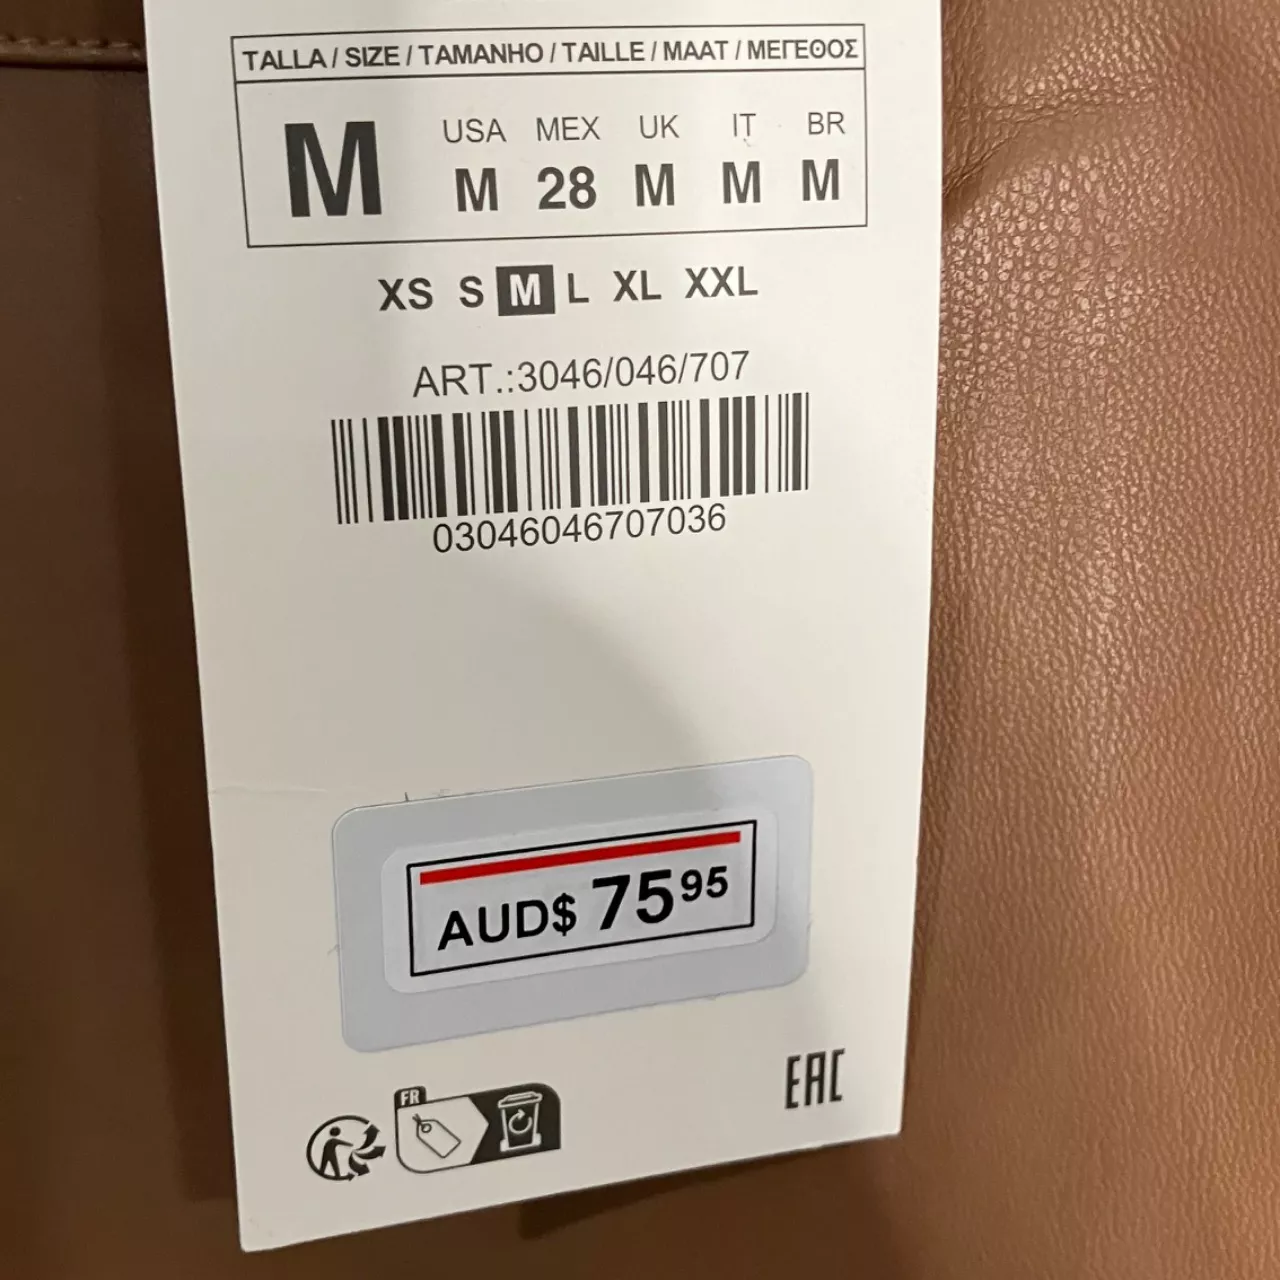 TALLA / SIZE / TAMANHO / TAILLE / MAAT / ΜΕΓΕΘΟΣ
M
USA MEX UK IT BR
M 28 M M M
XS S M L XL XXL
ART.:3046/046/707
03046046707036
AUD$ 75⁹⁵
FR
EAC